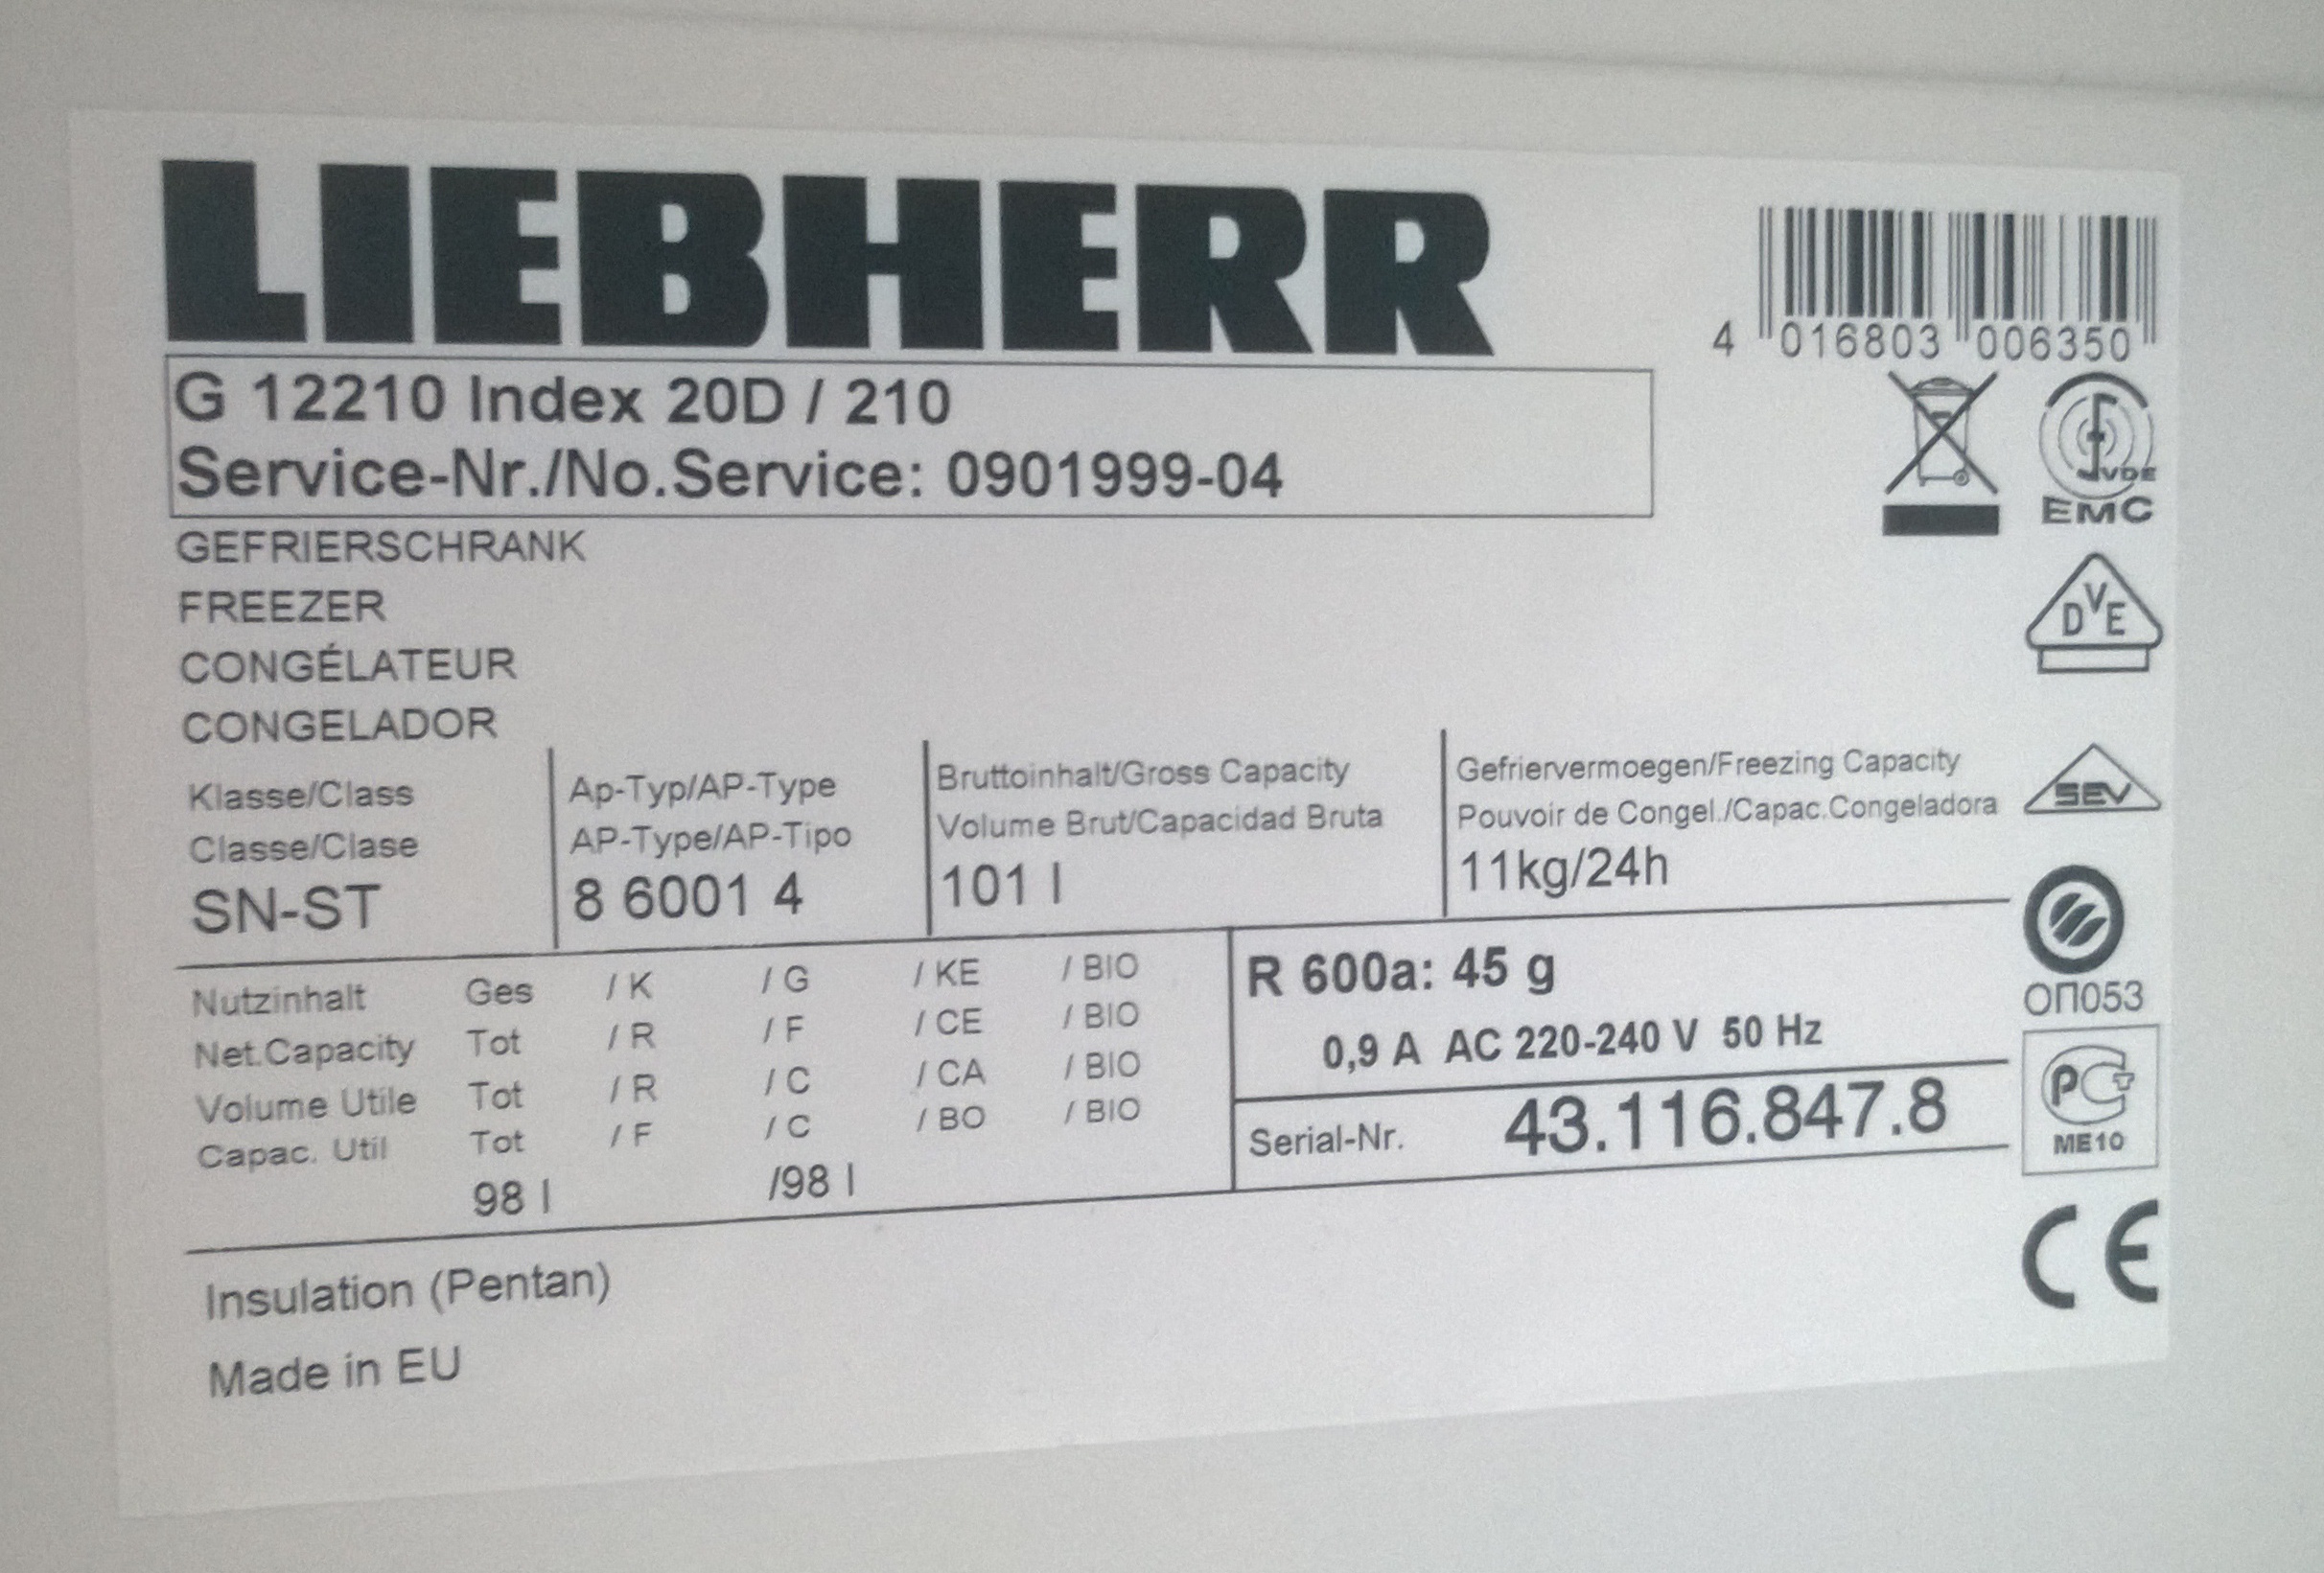 LIEBHERR
4 016803 006350
G 12210 Index 20D / 210
Service-Nr./No.Service: 0901999-04
VDE
EMC
GEFRIERSCHRANK
FREEZER
CONGÉLATEUR
CONGELADOR
DVE
Klasse/Class
Classe/Clase
SN-ST
Ap-Typ/AP-Type
AP-Type/AP-Tipo
8 6001 4
Bruttoinhalt/Gross Capacity
Volume Brut/Capacidad Bruta
101 l
Gefriervermoegen/Freezing Capacity
Pouvoir de Congel./Capac.Congeladora
11kg/24h
SEV
ОП053
Nutzinhalt Ges / K / G / KE / BIO
Net.Capacity Tot / R / F / CE / BIO
Volume Utile Tot / R / C / CA / BIO
Capac. Util Tot / F / C / BO / BIO
98 l /98 l
R 600a: 45 g
0,9 A AC 220-240 V 50 Hz
Serial-Nr. 43.116.847.8
РСТ
ME10
CE
Insulation (Pentan)
Made in EU